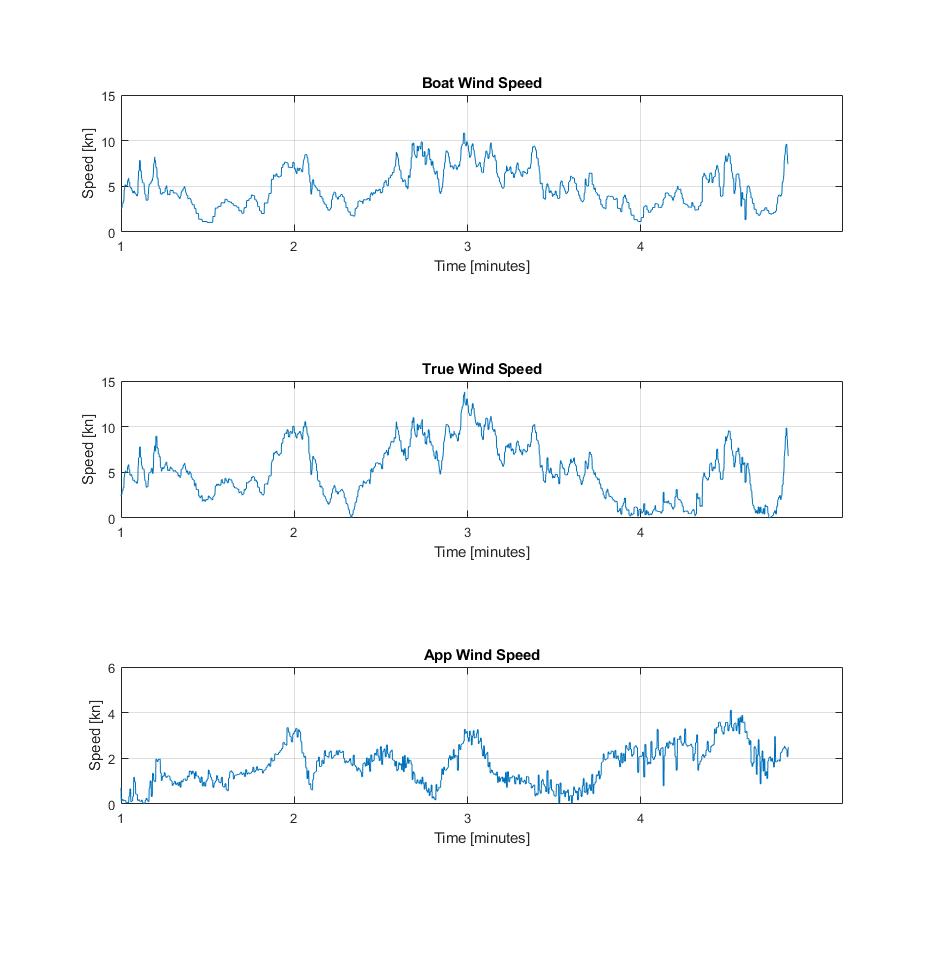 Boat Wind Speed
15
10
5
0
Speed [kn]
1 2 3 4
Time [minutes]
True Wind Speed
15
10
5
0
Speed [kn]
1 2 3 4
Time [minutes]
App Wind Speed
6
4
2
0
Speed [kn]
1 2 3 4
Time [minutes]